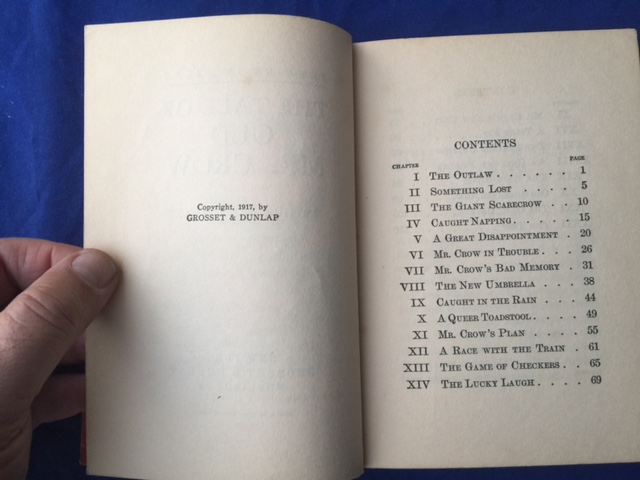 Copyright, 1917, by
GROSSET & DUNLAP
CONTENTS
CHAPTER PAGE
I The Outlaw . . . . . . 1
II Something Lost . . . . 5
III The Giant Scarecrow . . 10
IV Caught Napping . . . . . 15
V A Great Disappointment . 20
VI Mr. Crow in Trouble . . . 26
VII Mr. Crow's Bad Memory . 31
VIII The New Umbrella . . . 38
IX Caught in the Rain . . . 44
X A Queer Toadstool . . . . 49
XI Mr. Crow's Plan . . . . 55
XII A Race with the Train . 61
XIII The Game of Checkers . . 65
XIV The Lucky Laugh . . . . 69